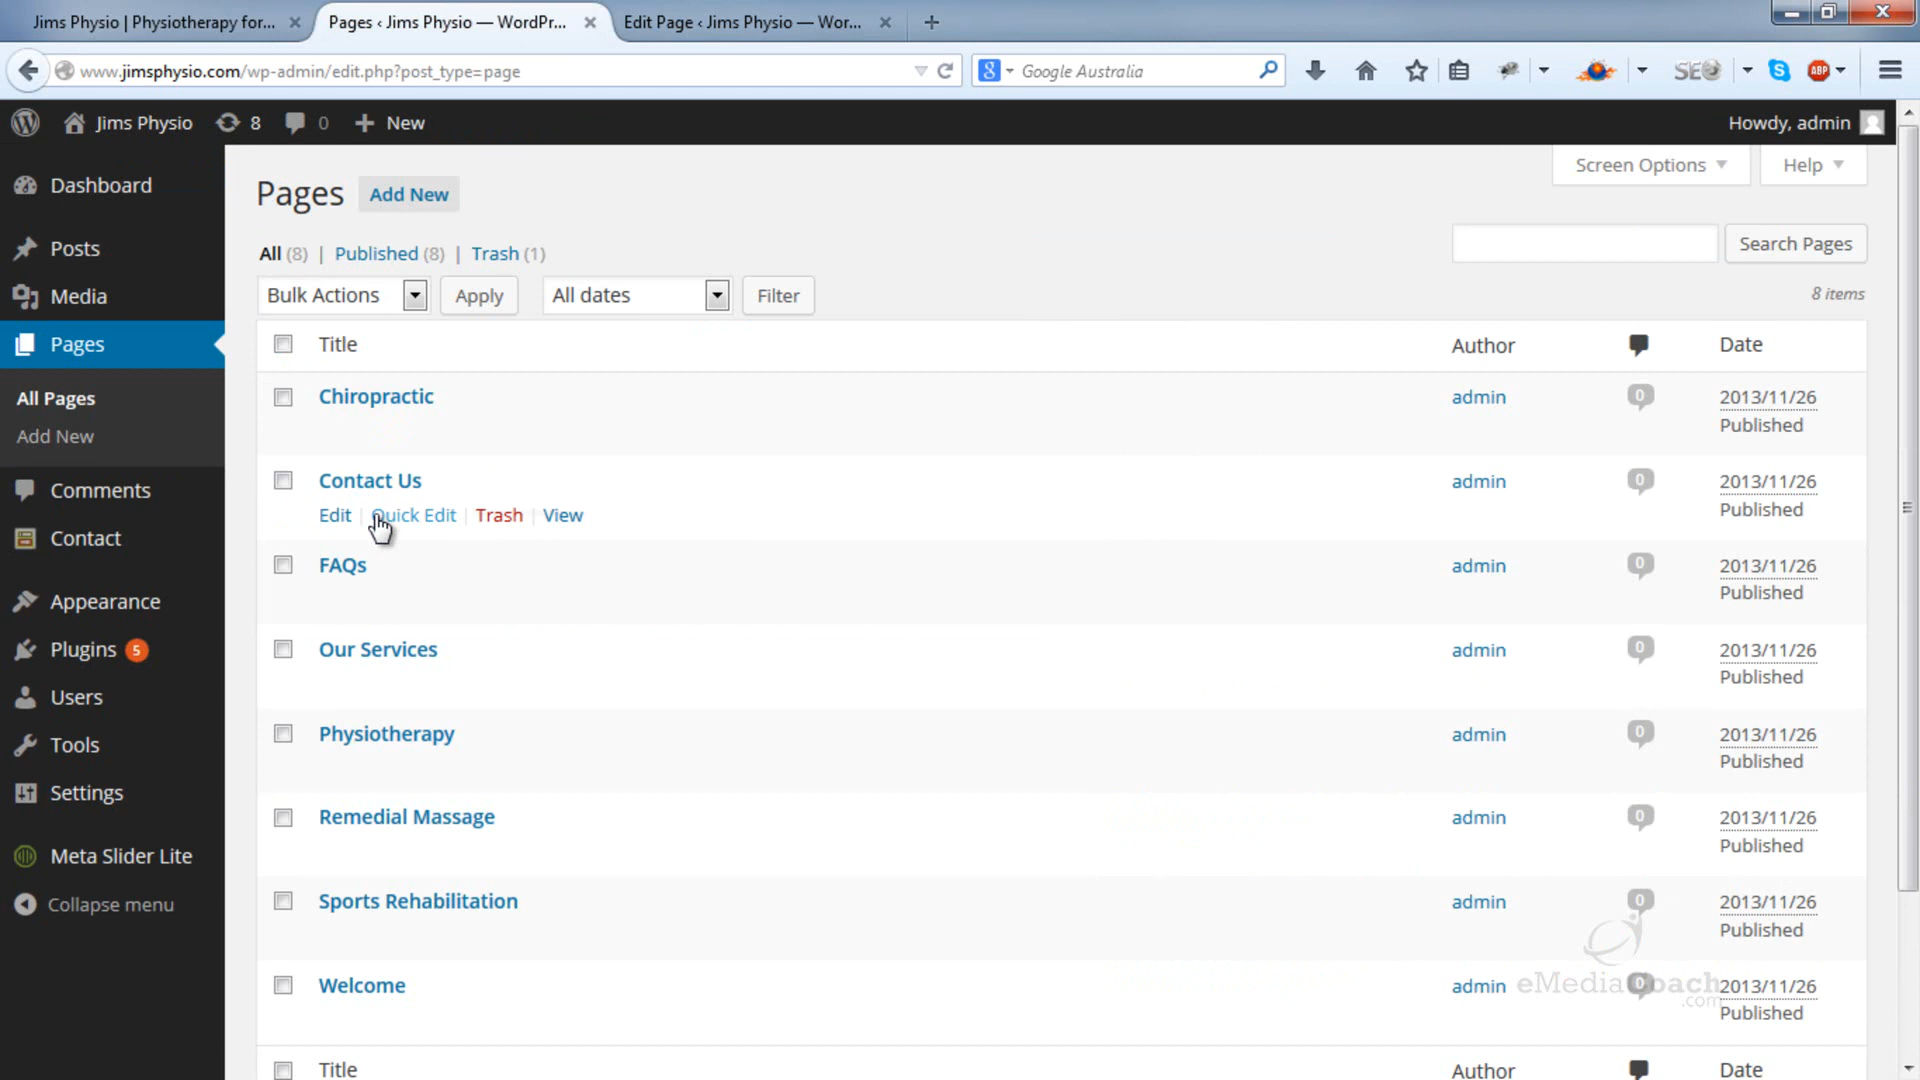 Jims Physio | Physiotherapy for...
Pages ‹ Jims Physio — WordPr...
Edit Page ‹ Jims Physio — Wor...
www.jimsphysio.com/wp-admin/edit.php?post_type=page
Google Australia
SEO
ABP
Jims Physio 8 0 New
Howdy, admin
Screen Options
Help
Dashboard
Posts
Media
Pages
All Pages
Add New
Comments
Contact
Appearance
Plugins 5
Users
Tools
Settings
Meta Slider Lite
Collapse menu
Pages Add New
All (8) | Published (8) | Trash (1)
Search Pages
Bulk Actions Apply All dates Filter
8 items
Title Author Date
Chiropractic admin 0 2013/11/26
Published
Contact Us admin 0 2013/11/26
Edit | Quick Edit | Trash | View Published
FAQs admin 0 2013/11/26
Published
Our Services admin 0 2013/11/26
Published
Physiotherapy admin 0 2013/11/26
Published
Remedial Massage admin 0 2013/11/26
Published
Sports Rehabilitation admin 0 2013/11/26
Published
Welcome admin 0 2013/11/26
Published
eMediaCoach
.com
Title Author Date